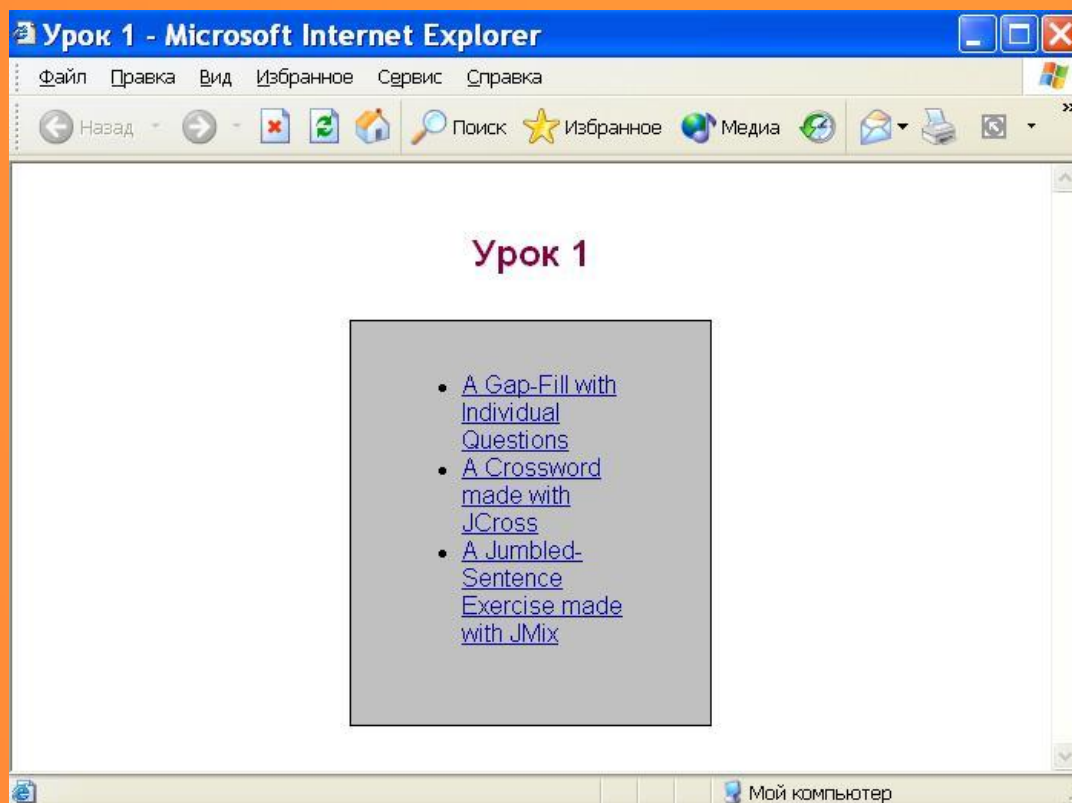 Урок 1 - Microsoft Internet Explorer
Файл Правка Вид Избранное Сервис Справка
Назад Поиск Избранное Медиа »
Урок 1
• A Gap-Fill with
Individual
Questions
• A Crossword
made with
JCross
• A Jumbled-
Sentence
Exercise made
with JMix
Мой компьютер